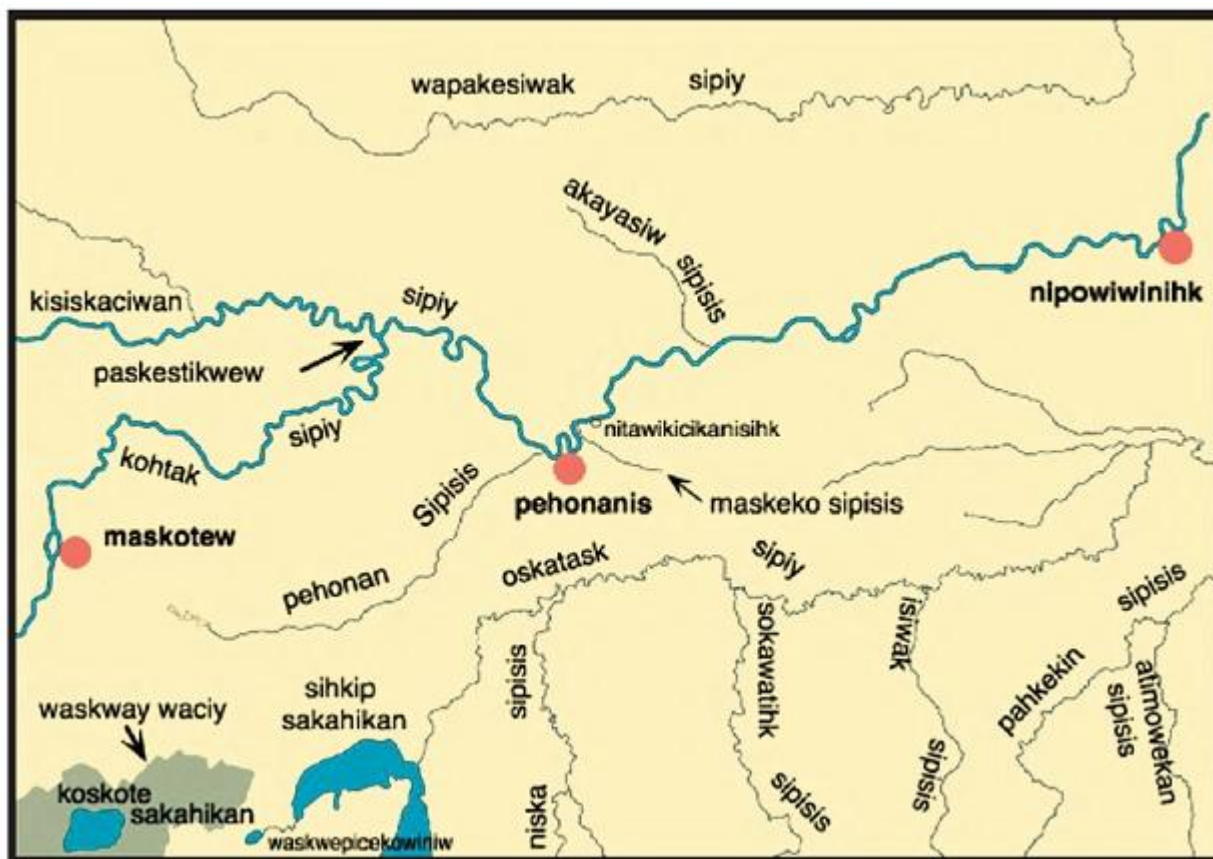 wapakesiwak sipiy
akayasiw sipisis
kisiskaciwan sipiy
nipowiwinihk
paskestikwew
kohtak sipiy
nitawikicikanisihk
maskotew
pehonanis
maskeko sipisis
pehonan Sipisis
oskatask sipiy
niska sipisis
sokawatihk sipisis
isiwak sipisis
pahkekin sipisis
atimowekan
sipisis
waskway waciy
sihkip
sakahikan
koskote
sakahikan
waskwepicekowiniw